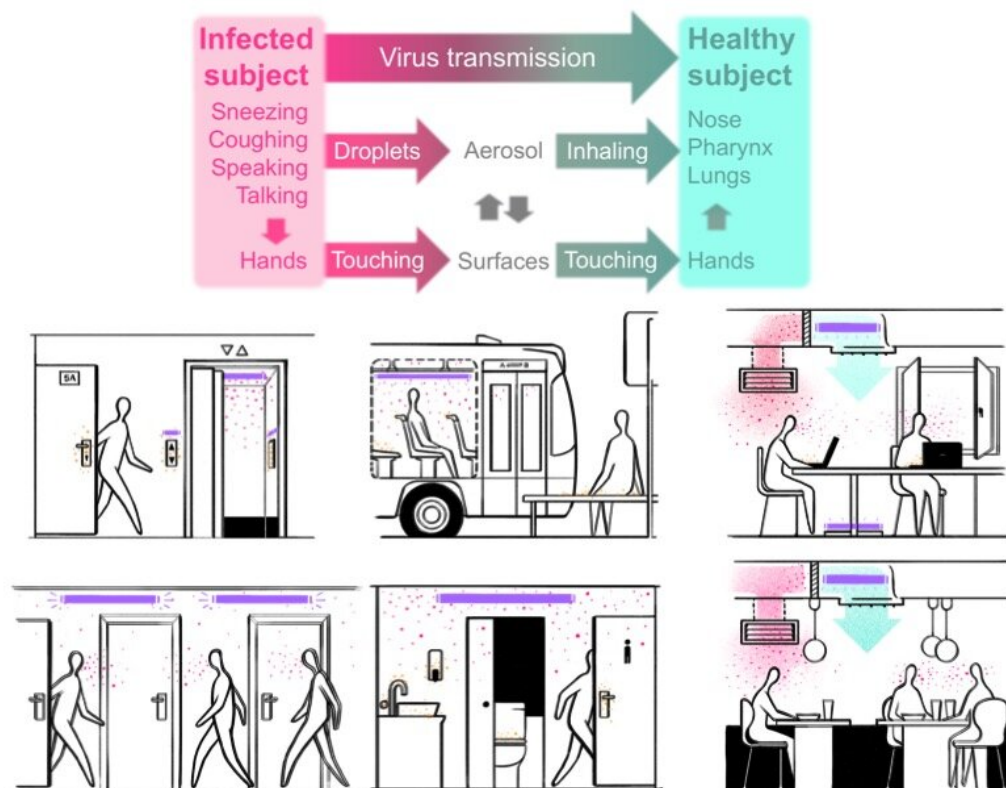 Infected
subject
Sneezing
Coughing
Speaking
Talking
Hands
Virus transmission
Droplets
Aerosol
Inhaling
Touching
Surfaces
Touching
Healthy
subject
Nose
Pharynx
Lungs
Hands
5A